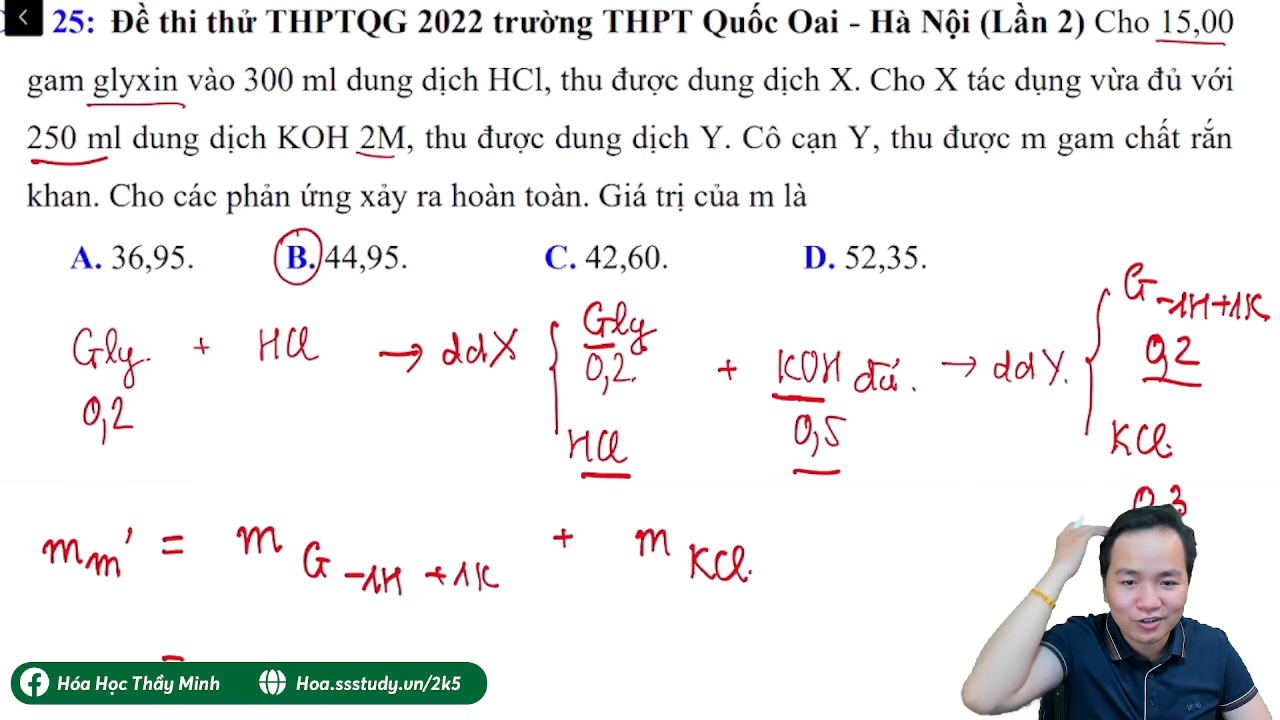 25: Đề thi thử THPTQG 2022 trường THPT Quốc Oai - Hà Nội (Lần 2) Cho 15,00
gam glyxin vào 300 ml dung dịch HCl, thu được dung dịch X. Cho X tác dụng vừa đủ với
250 ml dung dịch KOH 2M, thu được dung dịch Y. Cô cạn Y, thu được m gam chất rắn
khan. Cho các phản ứng xảy ra hoàn toàn. Giá trị của m là
A. 36,95. B. 44,95. C. 42,60. D. 52,35.
Gly + HCl → ddX { Gly 0,2 HCl + KOH đủ. → ddY. { G -1H+1K 0,2 KCl
0,2 0,5 0,3
mm' = m G -1H +1K + m KCl.
Hóa Học Thầy Minh Hoa.ssstudy.vn/2k5